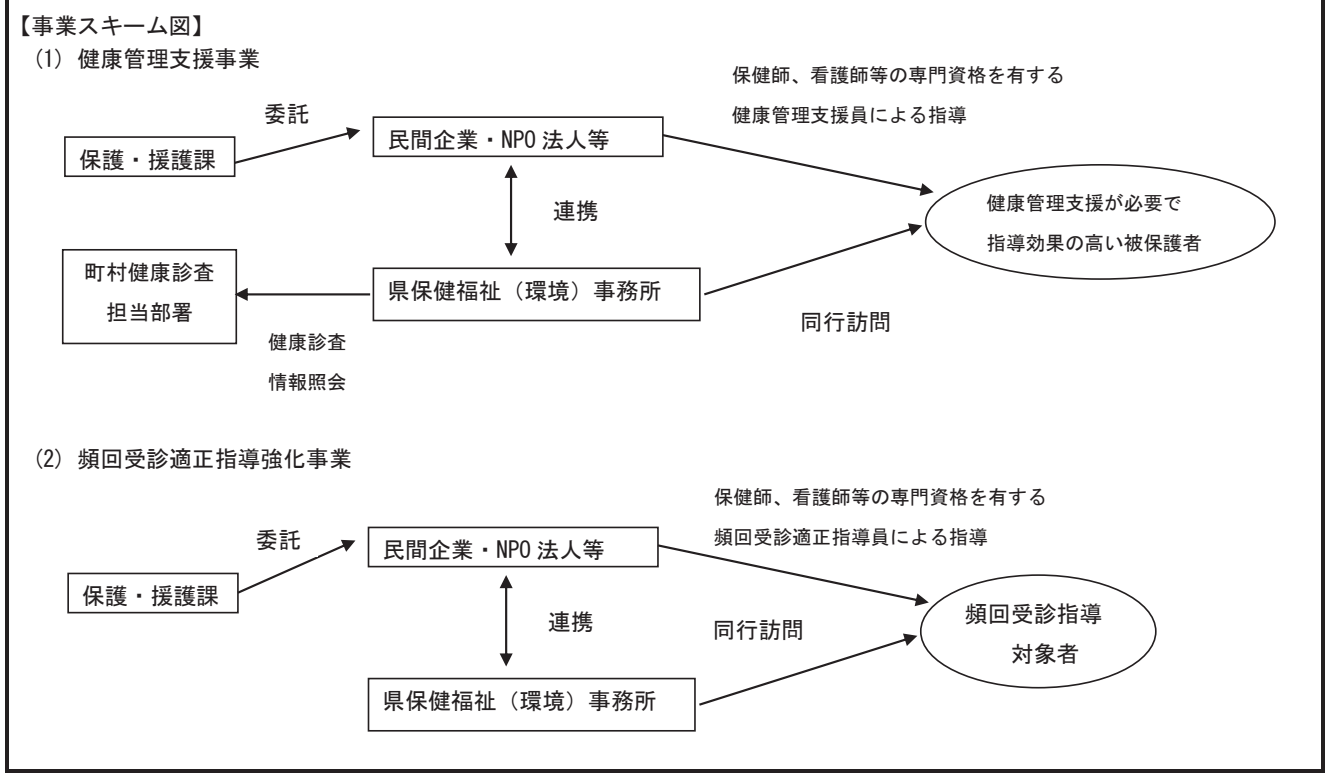 【事業スキーム図】
(1) 健康管理支援事業
保健師、看護師等の専門資格を有する
健康管理支援員による指導
委託
保護・援護課
民間企業・NPO 法人等
連携
健康管理支援が必要で
指導効果の高い被保護者
町村健康診査
担当部署
県保健福祉（環境）事務所
健康診査
情報照会
同行訪問
(2) 頻回受診適正指導強化事業
保健師、看護師等の専門資格を有する
頻回受診適正指導員による指導
委託
保護・援護課
民間企業・NPO 法人等
連携
同行訪問
頻回受診指導
対象者
県保健福祉（環境）事務所